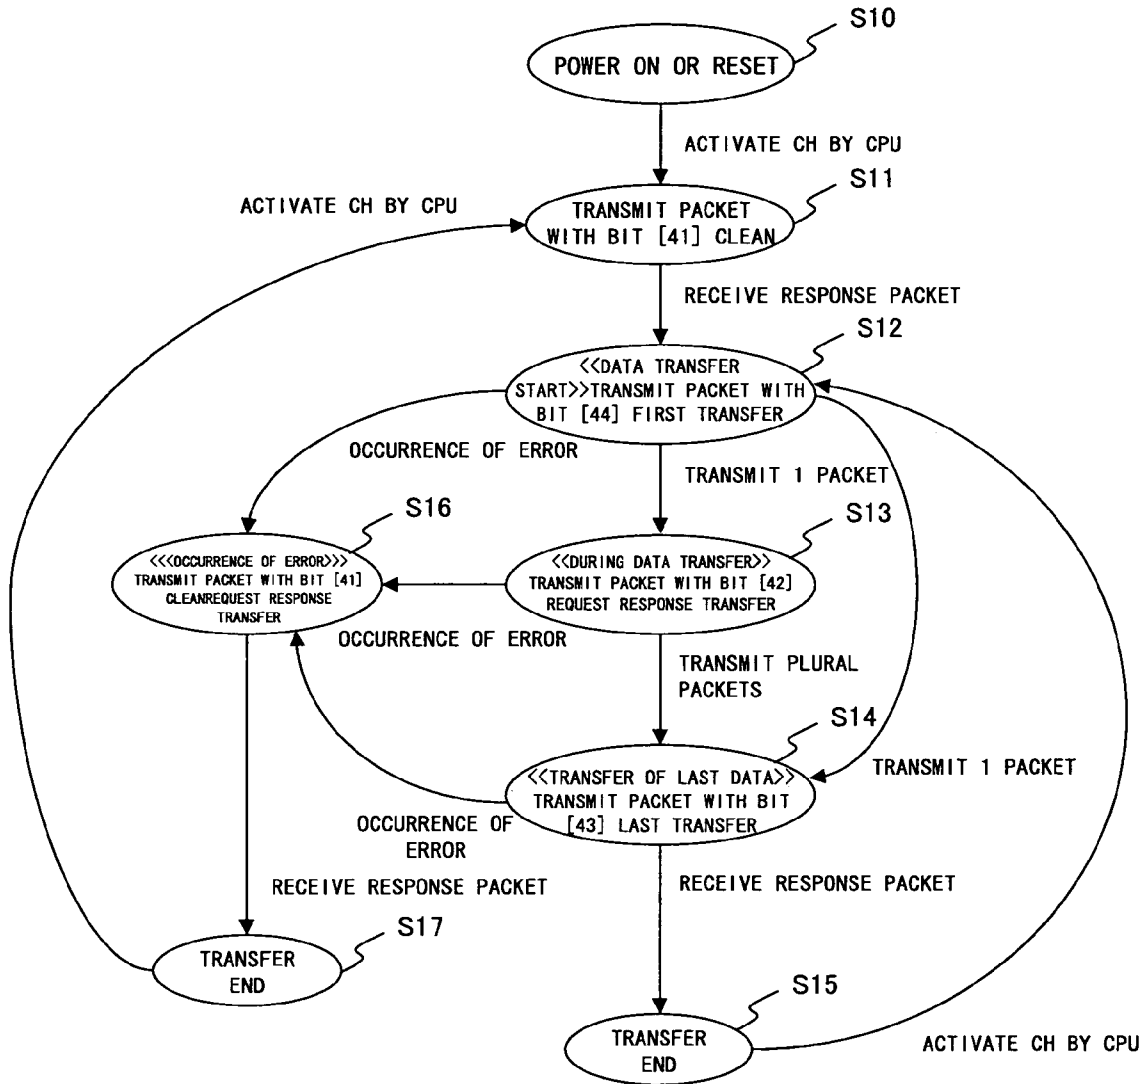 S10
POWER ON OR RESET
ACTIVATE CH BY CPU
S11
ACTIVATE CH BY CPU
TRANSMIT PACKET
WITH BIT [41] CLEAN
RECEIVE RESPONSE PACKET
S12
<<DATA TRANSFER
START>>TRANSMIT PACKET WITH
BIT [44] FIRST TRANSFER
OCCURRENCE OF ERROR
TRANSMIT 1 PACKET
S16
S13
<<<OCCURRENCE OF ERROR>>>
TRANSMIT PACKET WITH BIT [41]
CLEANREQUEST RESPONSE
TRANSFER
<<DURING DATA TRANSFER>>
TRANSMIT PACKET WITH BIT [42]
REQUEST RESPONSE TRANSFER
OCCURRENCE OF ERROR
TRANSMIT PLURAL
PACKETS
S14
TRANSMIT 1 PACKET
<<TRANSFER OF LAST DATA>>
TRANSMIT PACKET WITH BIT
[43] LAST TRANSFER
OCCURRENCE OF
ERROR
RECEIVE RESPONSE PACKET
RECEIVE RESPONSE PACKET
S17
TRANSFER
END
S15
TRANSFER
END
ACTIVATE CH BY CPU